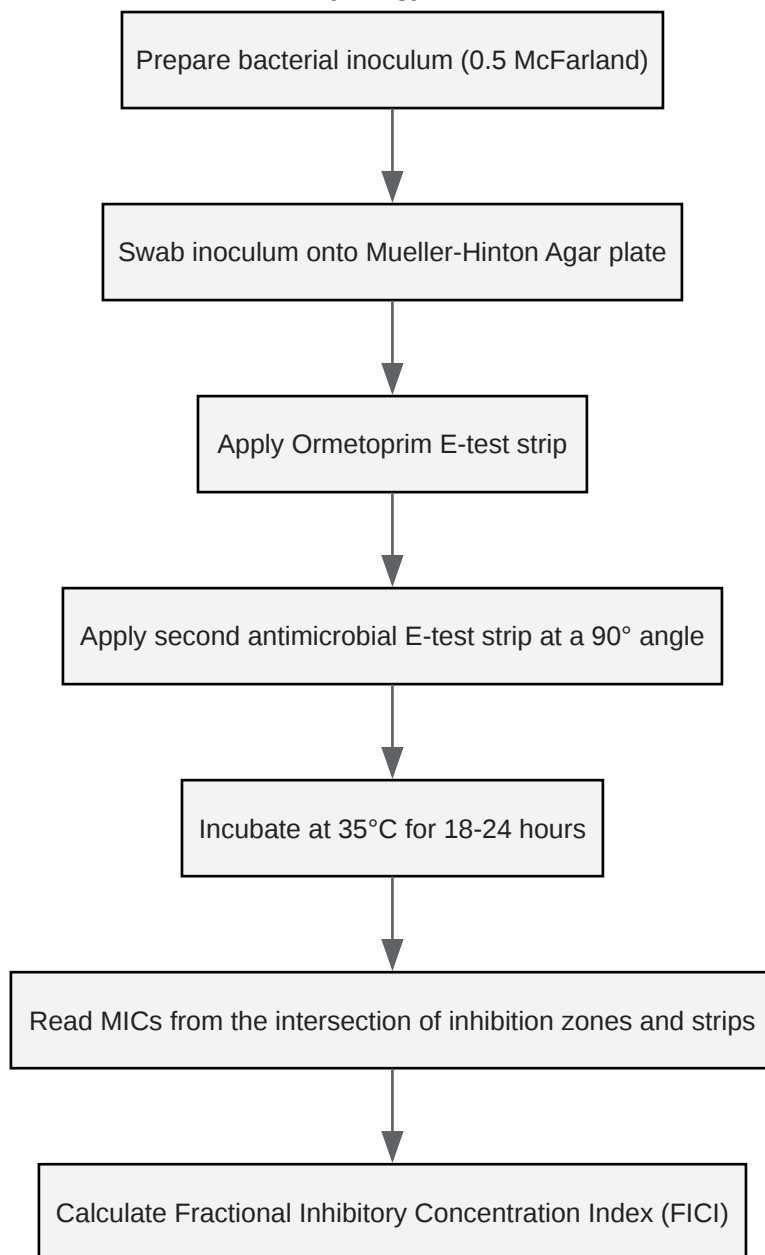 Prepare bacterial inoculum (0.5 McFarland)
Swab inoculum onto Mueller-Hinton Agar plate
Apply Ormetoprim E-test strip
Apply second antimicrobial E-test strip at a 90° angle
Incubate at 35°C for 18-24 hours
Read MICs from the intersection of inhibition zones and strips
Calculate Fractional Inhibitory Concentration Index (FICI)